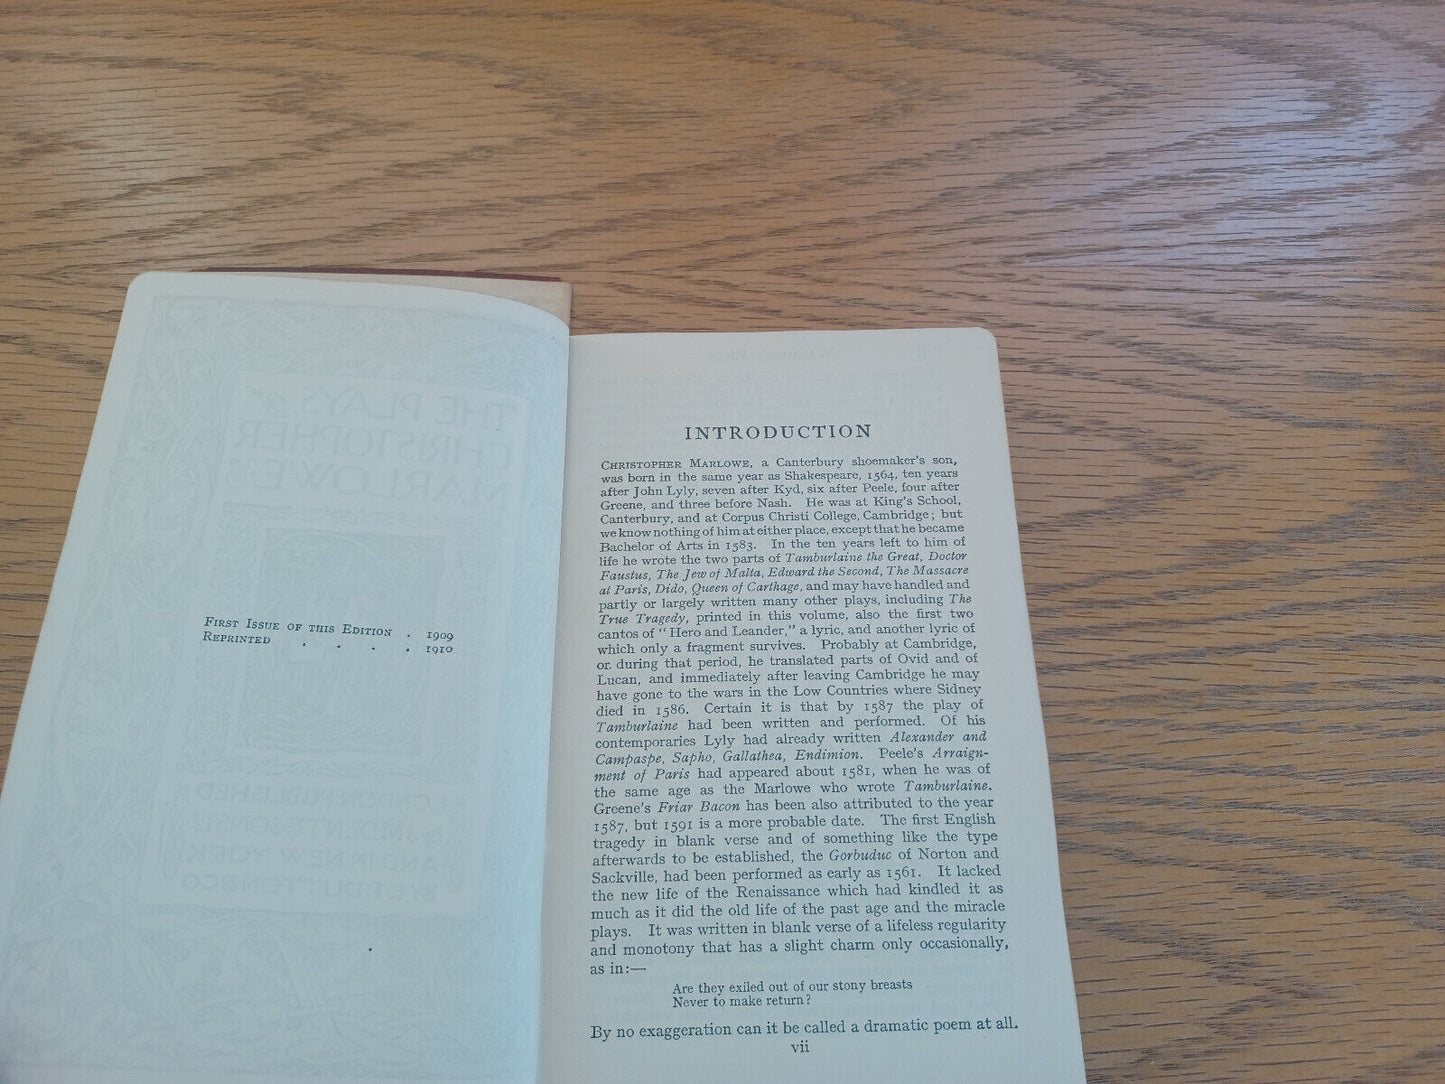 THE PLAYS of
CHRISTOPHER
MARLOWE
LONDON PUBLISHED
by J.M. DENT & SONS LTD
AND IN NEW YORK
BY E·P·DUTTON & CO
FIRST ISSUE OF THIS EDITION . 1909
REPRINTED . . . . 1910
INTRODUCTION
CHRISTOPHER MARLOWE, a Canterbury shoemaker's son,
was born in the same year as Shakespeare, 1564, ten years
after John Lyly, seven after Kyd, six after Peele, four after
Greene, and three before Nash. He was at King's School,
Canterbury, and at Corpus Christi College, Cambridge; but
we know nothing of him at either place, except that he became
Bachelor of Arts in 1583. In the ten years left to him of
life he wrote the two parts of Tamburlaine the Great, Doctor
Faustus, The Jew of Malta, Edward the Second, The Massacre
at Paris, Dido, Queen of Carthage, and may have handled and
partly or largely written many other plays, including The
True Tragedy, printed in this volume, also the first two
cantos of "Hero and Leander," a lyric, and another lyric of
which only a fragment survives. Probably at Cambridge,
or during that period, he translated parts of Ovid and of
Lucan, and immediately after leaving Cambridge he may
have gone to the wars in the Low Countries where Sidney
died in 1586. Certain it is that by 1587 the play of
Tamburlaine had been written and performed. Of his
contemporaries Lyly had already written Alexander and
Campaspe, Sapho, Gallathea, Endimion. Peele's Arraign-
ment of Paris had appeared about 1581, when he was of
the same age as the Marlowe who wrote Tamburlaine.
Greene's Friar Bacon has been also attributed to the year
1587, but 1591 is a more probable date. The first English
tragedy in blank verse and of something like the type
afterwards to be established, the Gorbuduc of Norton and
Sackville, had been performed as early as 1561. It lacked
the new life of the Renaissance which had kindled it as
much as it did the old life of the past age and the miracle
plays. It was written in blank verse of a lifeless regularity
and monotony that has a slight charm only occasionally,
as in:—
Are they exiled out of our stony breasts
Never to make return?
By no exaggeration can it be called a dramatic poem at all.
vii